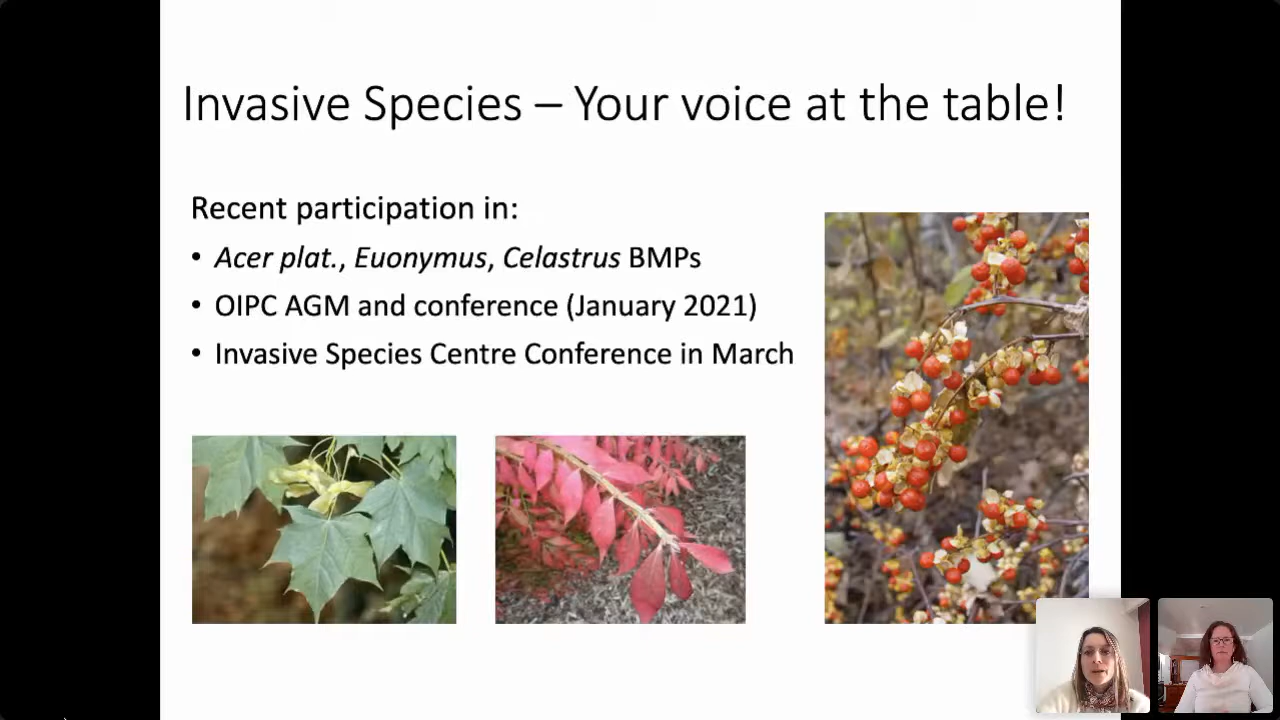 Invasive Species – Your voice at the table!
Recent participation in:
• Acer plat., Euonymus, Celastrus BMPs
• OIPC AGM and conference (January 2021)
• Invasive Species Centre Conference in March